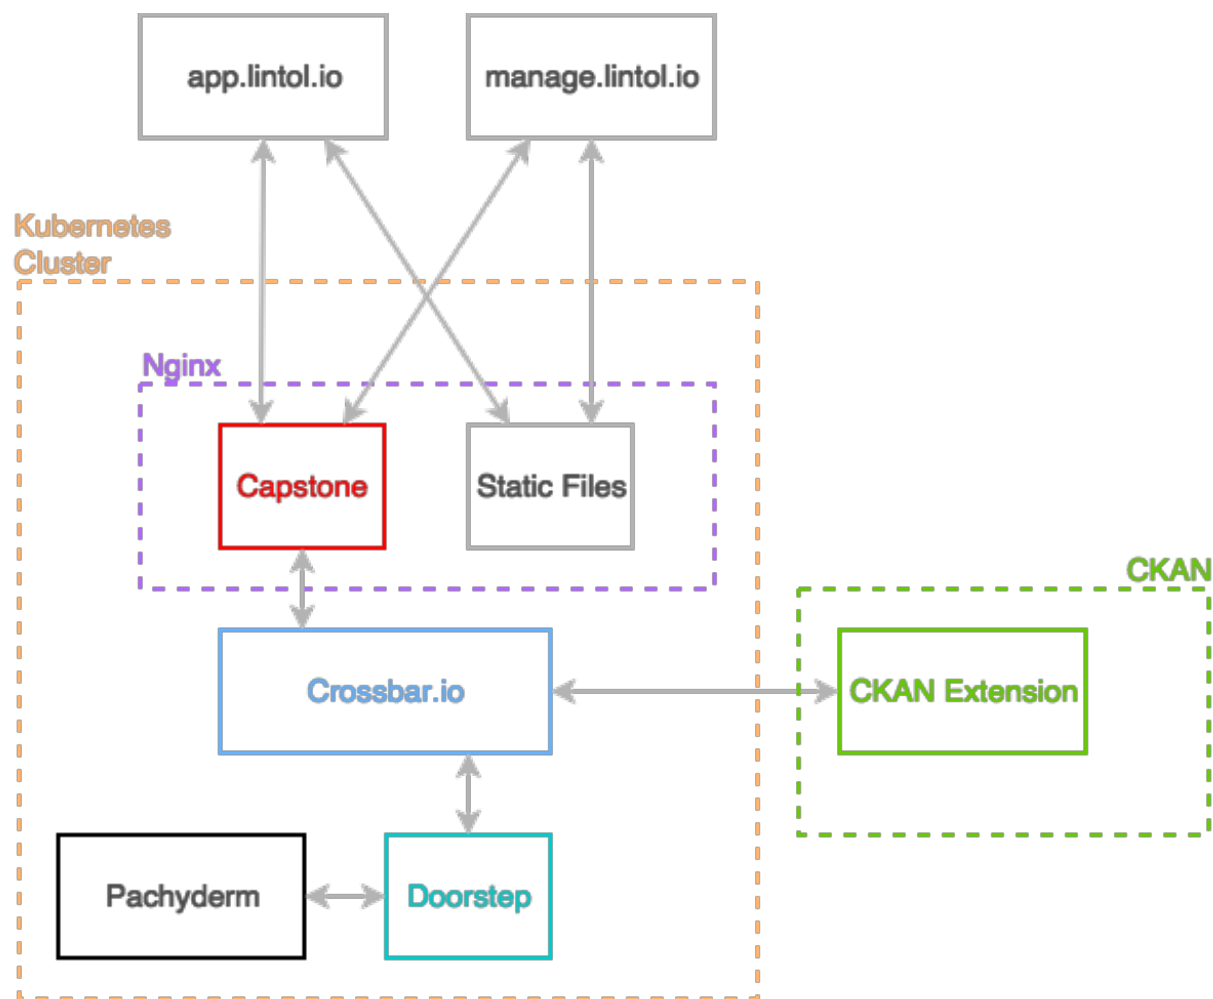 app.lintol.io
manage.lintol.io
Kubernetes
Cluster
Nginx
Capstone
Static Files
CKAN
Crossbar.io
CKAN Extension
Pachyderm
Doorstep